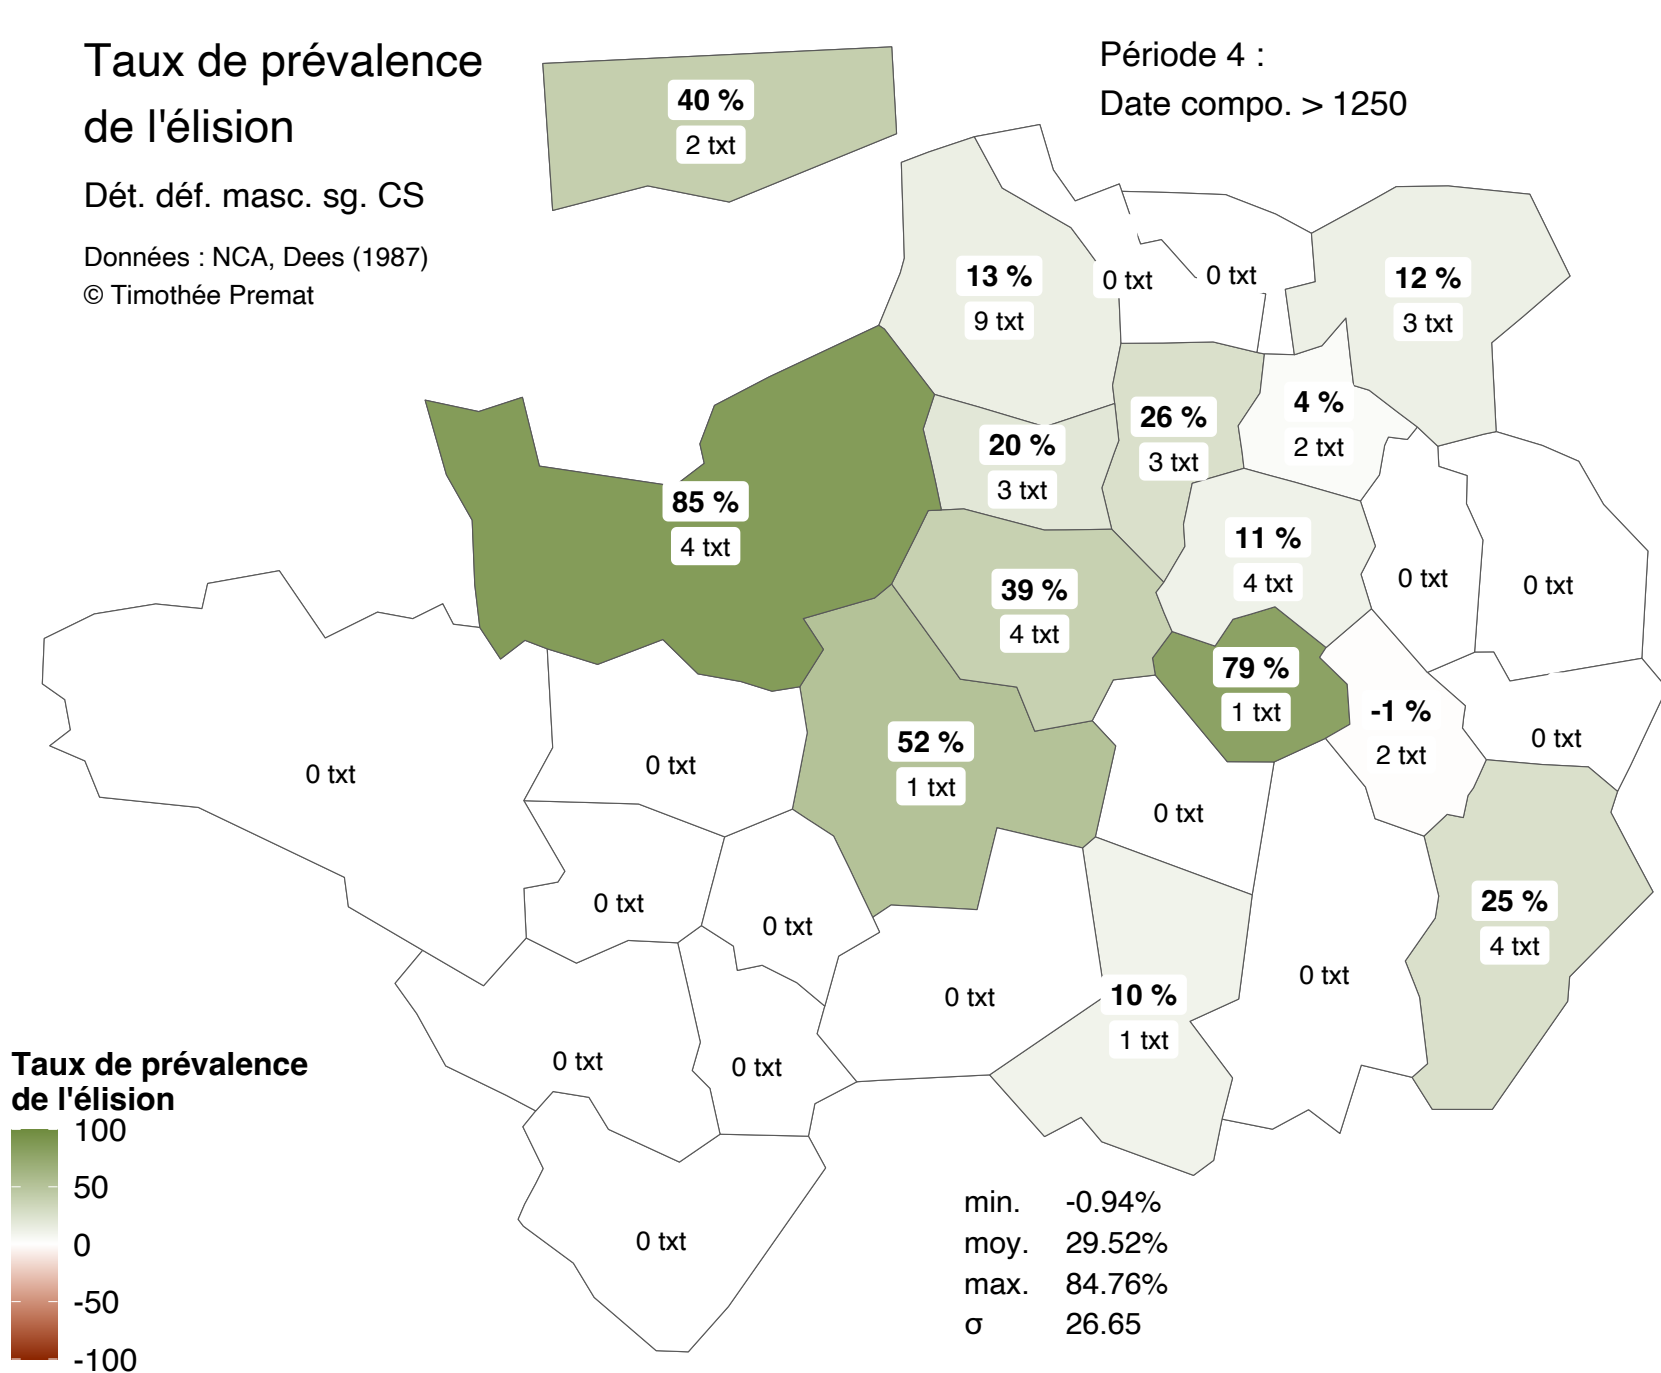 Taux de prévalence
de l'élision
Dét. déf. masc. sg. CS
Données : NCA, Dees (1987)
© Timothée Premat
Période 4 :
Date compo. > 1250
40 %
2 txt
13 %
9 txt
0 txt
0 txt
12 %
3 txt
85 %
4 txt
20 %
3 txt
26 %
3 txt
4 %
2 txt
39 %
4 txt
11 %
4 txt
0 txt
0 txt
79 %
1 txt
-1 %
2 txt
0 txt
52 %
1 txt
0 txt
0 txt
0 txt
0 txt
0 txt
25 %
4 txt
0 txt
10 %
1 txt
0 txt
0 txt
0 txt
0 txt
Taux de prévalence
de l'élision
100
50
0
-50
-100
min. -0.94%
moy. 29.52%
max. 84.76%
σ 26.65